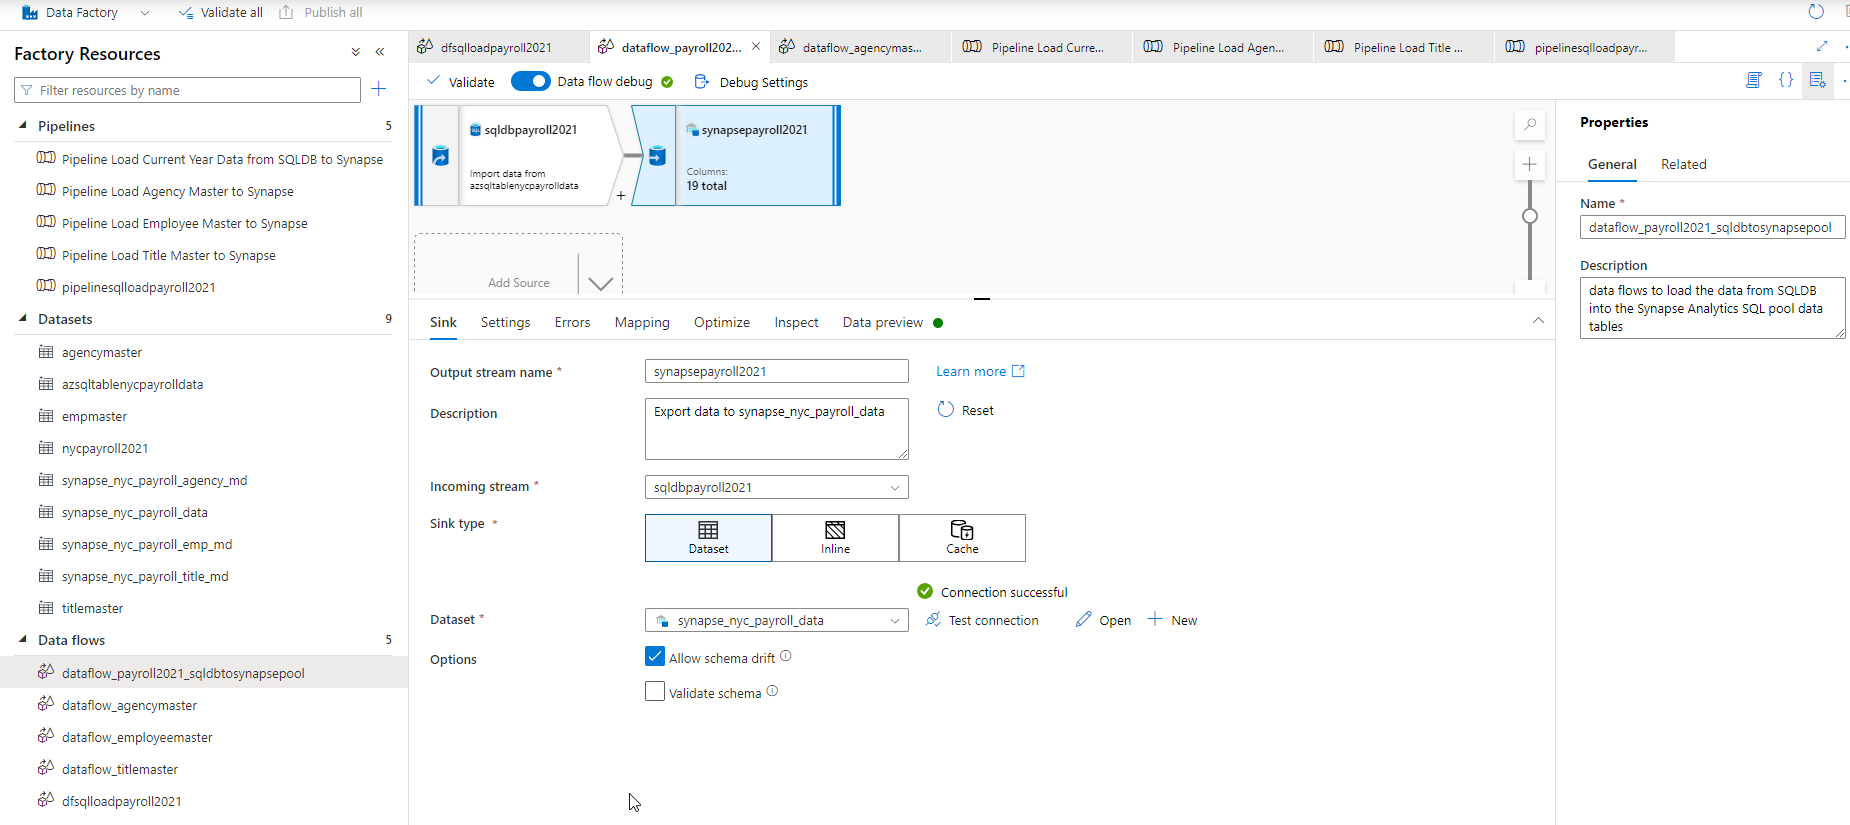 Data Factory
Validate all
Publish all
Factory Resources
Filter resources by name
Pipelines 5
Pipeline Load Current Year Data from SQLDB to Synapse
Pipeline Load Agency Master to Synapse
Pipeline Load Employee Master to Synapse
Pipeline Load Title Master to Synapse
pipelinesqlloadpayroll2021
Datasets 9
agencymaster
azsqltablenycpayrolldata
empmaster
nycpayroll2021
synapse_nyc_payroll_agency_md
synapse_nyc_payroll_data
synapse_nyc_payroll_emp_md
synapse_nyc_payroll_title_md
titlemaster
Data flows 5
dataflow_payroll2021_sqldbtosynapsepool
dataflow_agencymaster
dataflow_employeemaster
dataflow_titlemaster
dfsqlloadpayroll2021
dfsqlloadpayroll2021
dataflow_payroll202...
dataflow_agencymas...
Pipeline Load Curre...
Pipeline Load Agen...
Pipeline Load Title ...
pipelinesqlloadpayr...
Validate
Data flow debug
Debug Settings
sqldbpayroll2021
Import data from
azsqltablenycpayrolldata
+
synapsepayroll2021
Columns:
19 total
Add Source
Sink Settings Errors Mapping Optimize Inspect Data preview
Output stream name *
synapsepayroll2021
Learn more
Description
Export data to synapse_nyc_payroll_data
Reset
Incoming stream *
sqldbpayroll2021
Sink type *
Dataset
Inline
Cache
Connection successful
Dataset *
synapse_nyc_payroll_data
Test connection
Open
New
Options
Allow schema drift
Validate schema
Properties
General Related
Name *
dataflow_payroll2021_sqldbtosynapsepool
Description
data flows to load the data from SQLDB
into the Synapse Analytics SQL pool data
tables